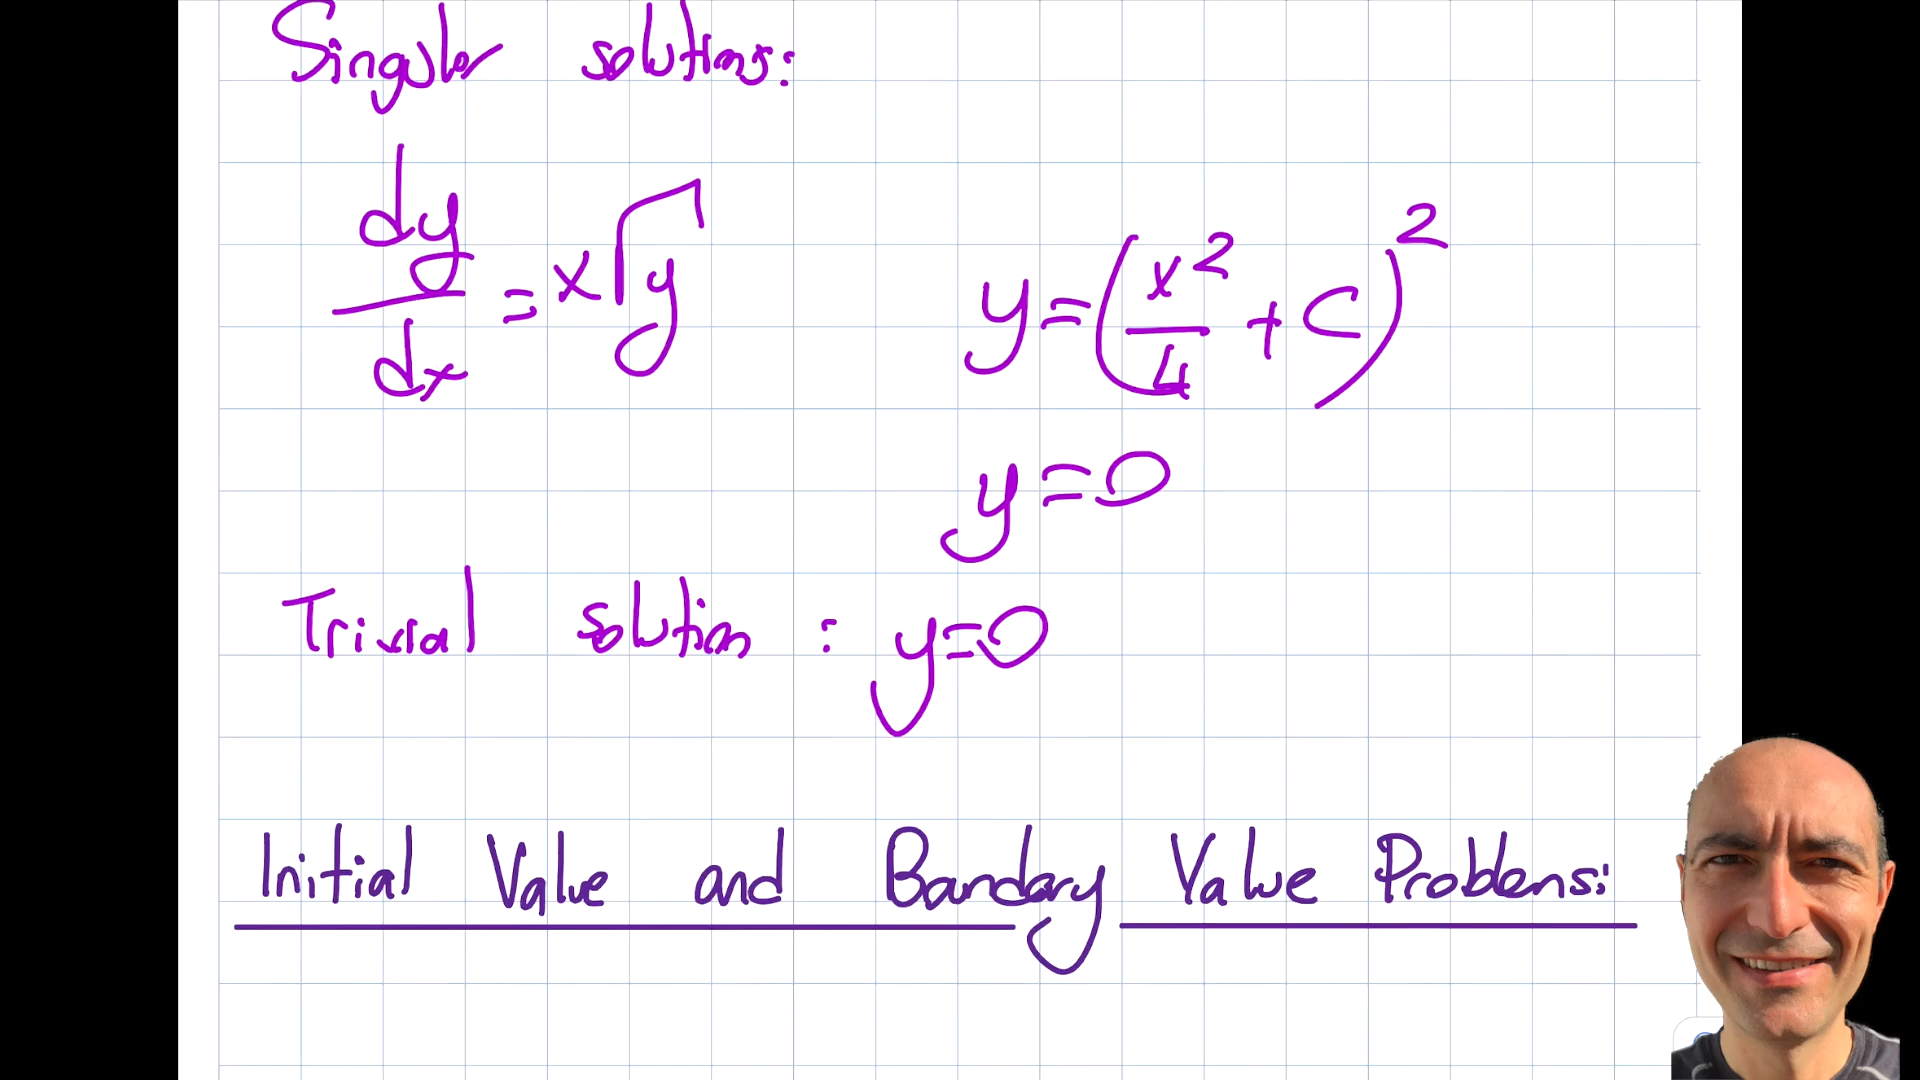 Singular solutions:
dy/dx = x√y
y = (x²/4 + C)²
y = 0
Trivial solution : y = 0
Initial Value and Boundary Value Problems: